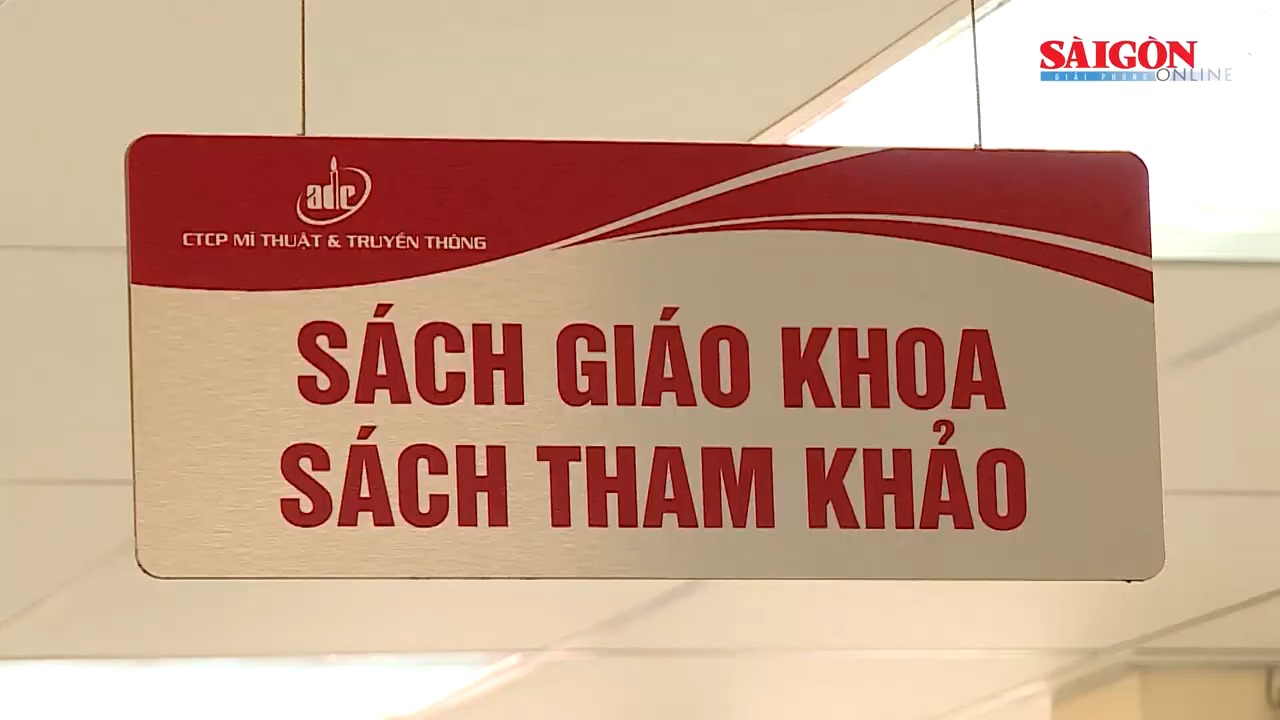 SÀIGÒN
GIẢI PHÓNG ONLINE
adc
CTCP MĨ THUẬT & TRUYỀN THÔNG
SÁCH GIÁO KHOA
SÁCH THAM KHẢO